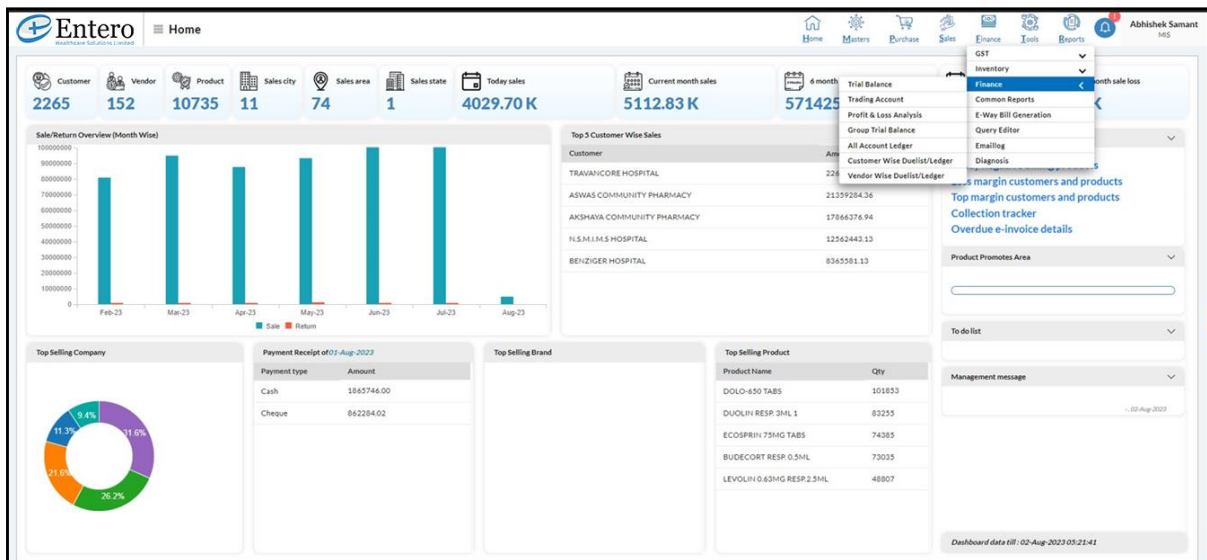 Entero
Healthcare Solutions Limited
Home
Home
Masters
Purchase
Sales
Finance
Tools
Reports
Abhishek Samant
MIS
GST
Inventory
Finance
Common Reports
E-Way Bill Generation
Query Editor
Emaillog
Diagnosis
Trial Balance
Trading Account
Profit & Loss Analysis
Group Trial Balance
All Account Ledger
Customer Wise Duelist/Ledger
Vendor Wise Duelist/Ledger
Customer
2265
Vendor
152
Product
10735
Sales city
11
Sales area
74
Sales state
1
Today sales
4029.70 K
Current month sales
5112.83 K
6 month
571425
onth sale loss
K
Sale/Return Overview (Month Wise)
100000000
90000000
80000000
70000000
60000000
50000000
40000000
30000000
20000000
10000000
0
Feb-23 Mar-23 Apr-23 May-23 Jun-23 Jul-23 Aug-23
Sale Return
Top 5 Customer Wise Sales
Customer
TRAVANCORE HOSPITAL
ASWAS COMMUNITY PHARMACY 21359284.36
AKSHAYA COMMUNITY PHARMACY 17866376.94
N.S.M.I.M.S HOSPITAL 12562443.13
BENZIGER HOSPITAL 8365581.13
margin customers and products
Top margin customers and products
Collection tracker
Overdue e-invoice details
Product Promotes Area
To do list
Management message
-, 02-Aug-2023
Top Selling Company
9.4%
31.6%
11.3%
21.6%
26.2%
Payment Receipt of 01-Aug-2023
Payment type Amount
Cash 1865746.00
Cheque 862284.02
Top Selling Brand
Top Selling Product
Product Name Qty
DOLO-650 TABS 101853
DUOLIN RESP. 3ML 1 83255
ECOSPRIN 75MG TABS 74385
BUDECORT RESP. 0.5ML 73035
LEVOLIN 0.63MG RESP.2.5ML 48807
Dashboard data till : 02-Aug-2023 05:21:41